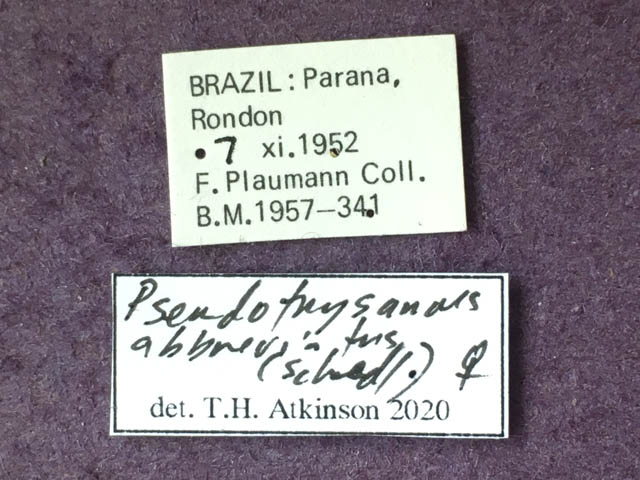 BRAZIL: Parana,
Rondon
•7 xi.1952
F. Plaumann Coll.
B.M.1957–341
Pseudothysanoes
abbreviatus
(Schedl.) ♀
det. T.H. Atkinson 2020